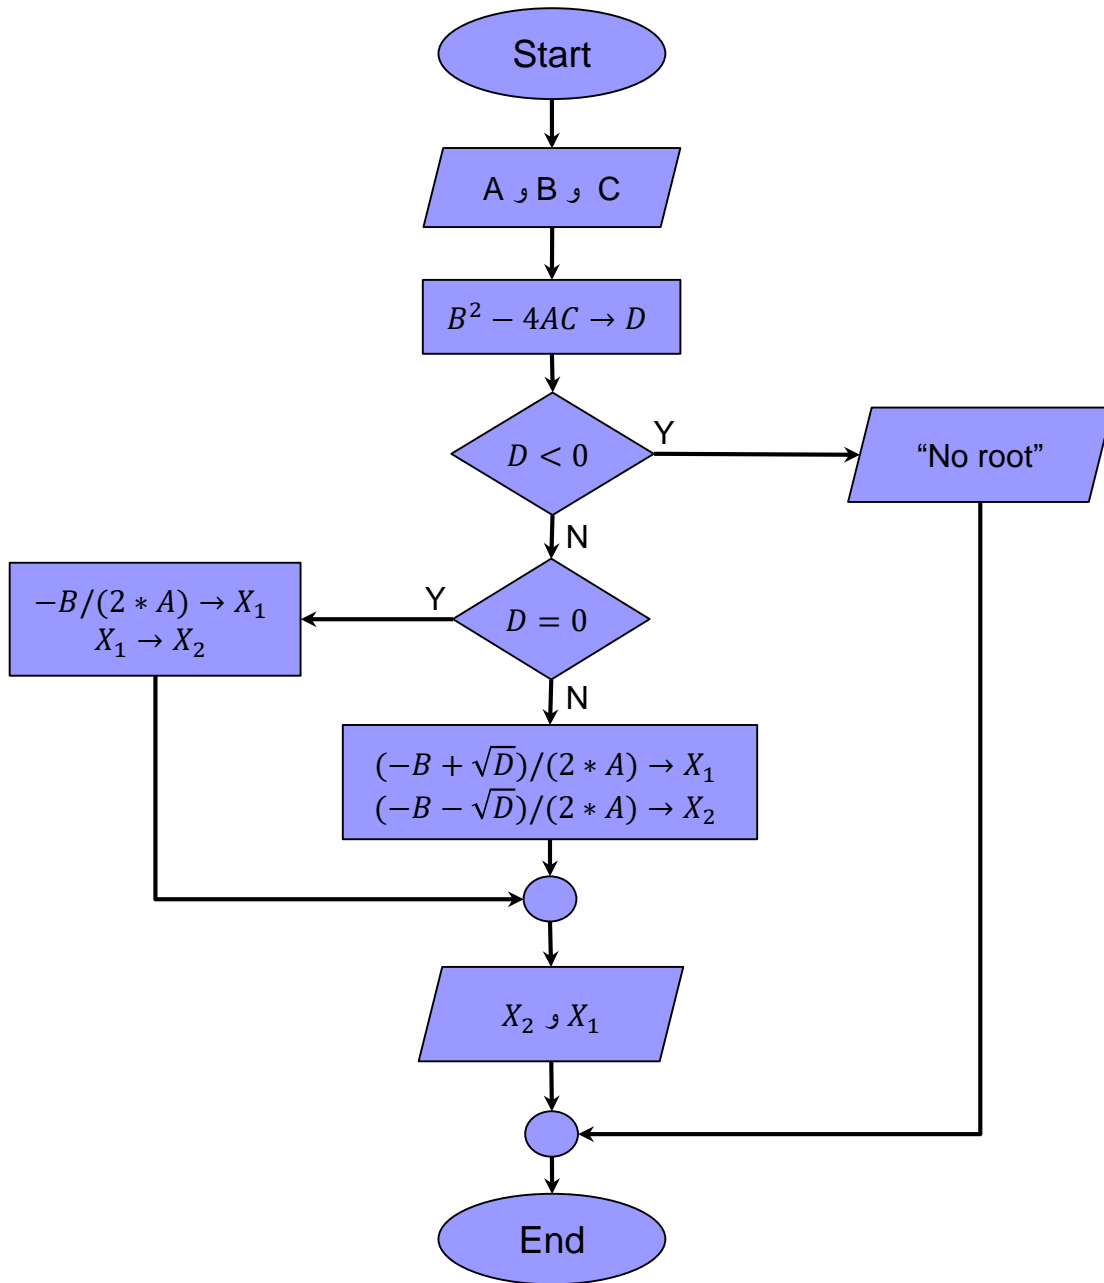 Start
A و B و C
B² − 4AC → D
D < 0
Y
“No root”
N
D = 0
Y
−B/(2 ∗ A) → X₁
X₁ → X₂
N
(−B + √D)/(2 ∗ A) → X₁
(−B − √D)/(2 ∗ A) → X₂
X₂ و X₁
End